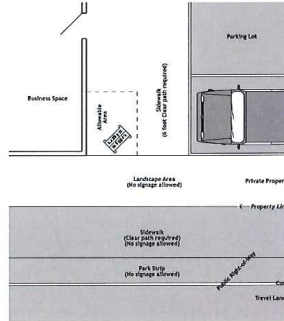 Parking Lot
Business Space
Allowable
Area
Sidewalk
(6 foot Clear path required)
Landscape Area
(No signage allowed)
Private Proper
Property Lin
Sidewalk
(Clear path required)
(No signage allowed)
Park Strip
(No signage allowed)
Public Right-of-Way
Travel Lane